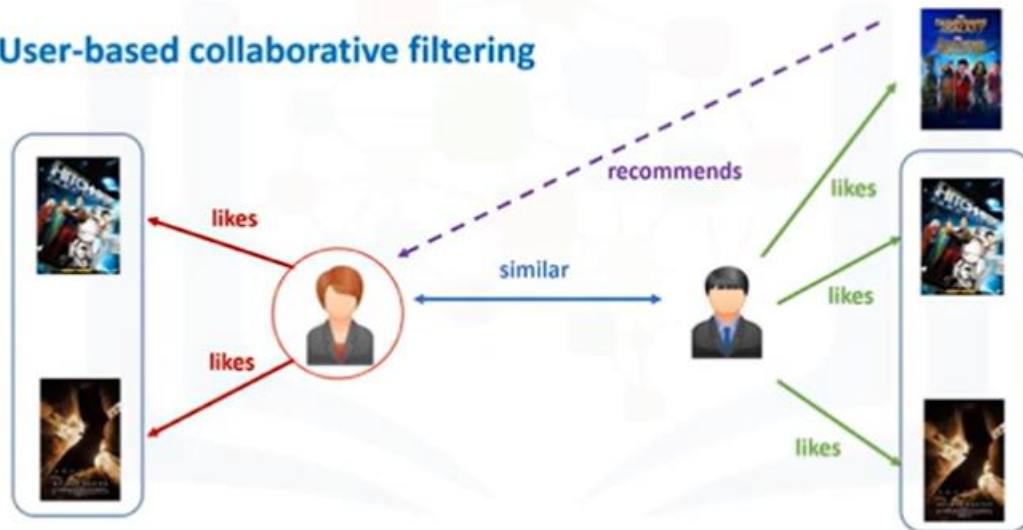 User-based collaborative filtering
recommends
likes
likes
similar
likes
likes
likes